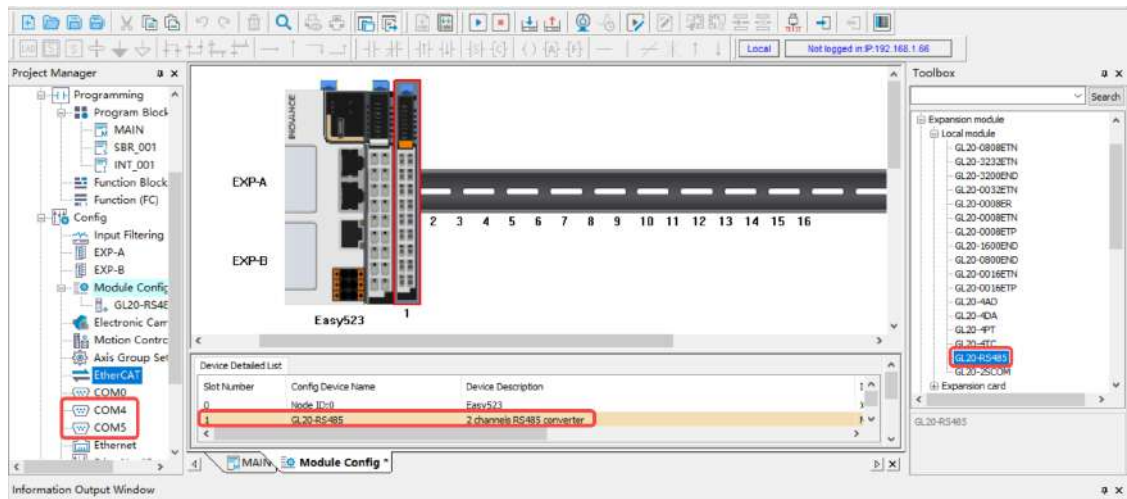 Local
Not logged in:IP:192.168.1.66
Project Manager
Programming
Program Block
MAIN
SBR_001
INT_001
Function Block
Function (FC)
Config
Input Filtering
EXP-A
EXP-B
Module Config
GL20-RS48
Electronic Cam
Motion Contro
Axis Group Set
EtherCAT
COM0
COM4
COM5
Ethernet
INOVANCE
EXP-A
EXP-B
Easy523
1
2 3 4 5 6 7 8 9 10 11 12 13 14 15 16
Device Detailed List
Slot Number Config Device Name Device Description
0 Node ID:0 Easy523
1 GL20-RS485 2 channels RS485 converter
MAIN Module Config *
Toolbox
Search
Expansion module
Local module
GL20-0808ETN
GL20-3232ETN
GL20-3200END
GL20-0032ETN
GL20-0008ER
GL20-0008ETN
GL20-0008ETP
GL20-1600END
GL20-0800END
GL20-0016ETN
GL20-0016ETP
GL20-4AD
GL20-4DA
GL20-4PT
GL20-4TC
GL20-RS485
GL20-2SCOM
Expansion card
GL20-RS485
Information Output Window